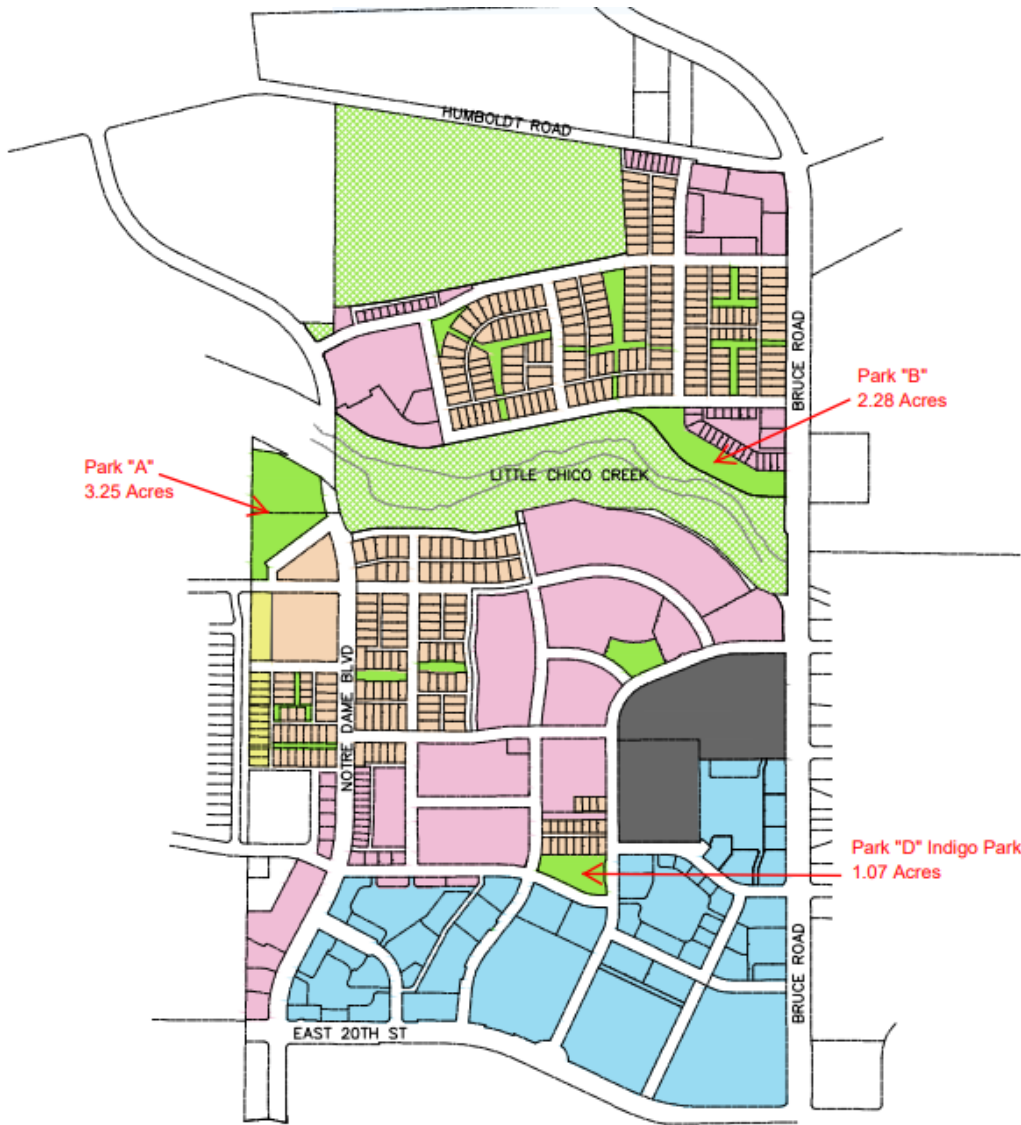 HUMBOLDT ROAD
BRUCE ROAD
Park "B"
2.28 Acres
Park "A"
3.25 Acres
LITTLE CHICO CREEK
NOTRE DAME BLVD
Park "D" Indigo Park
1.07 Acres
BRUCE ROAD
EAST 20TH ST